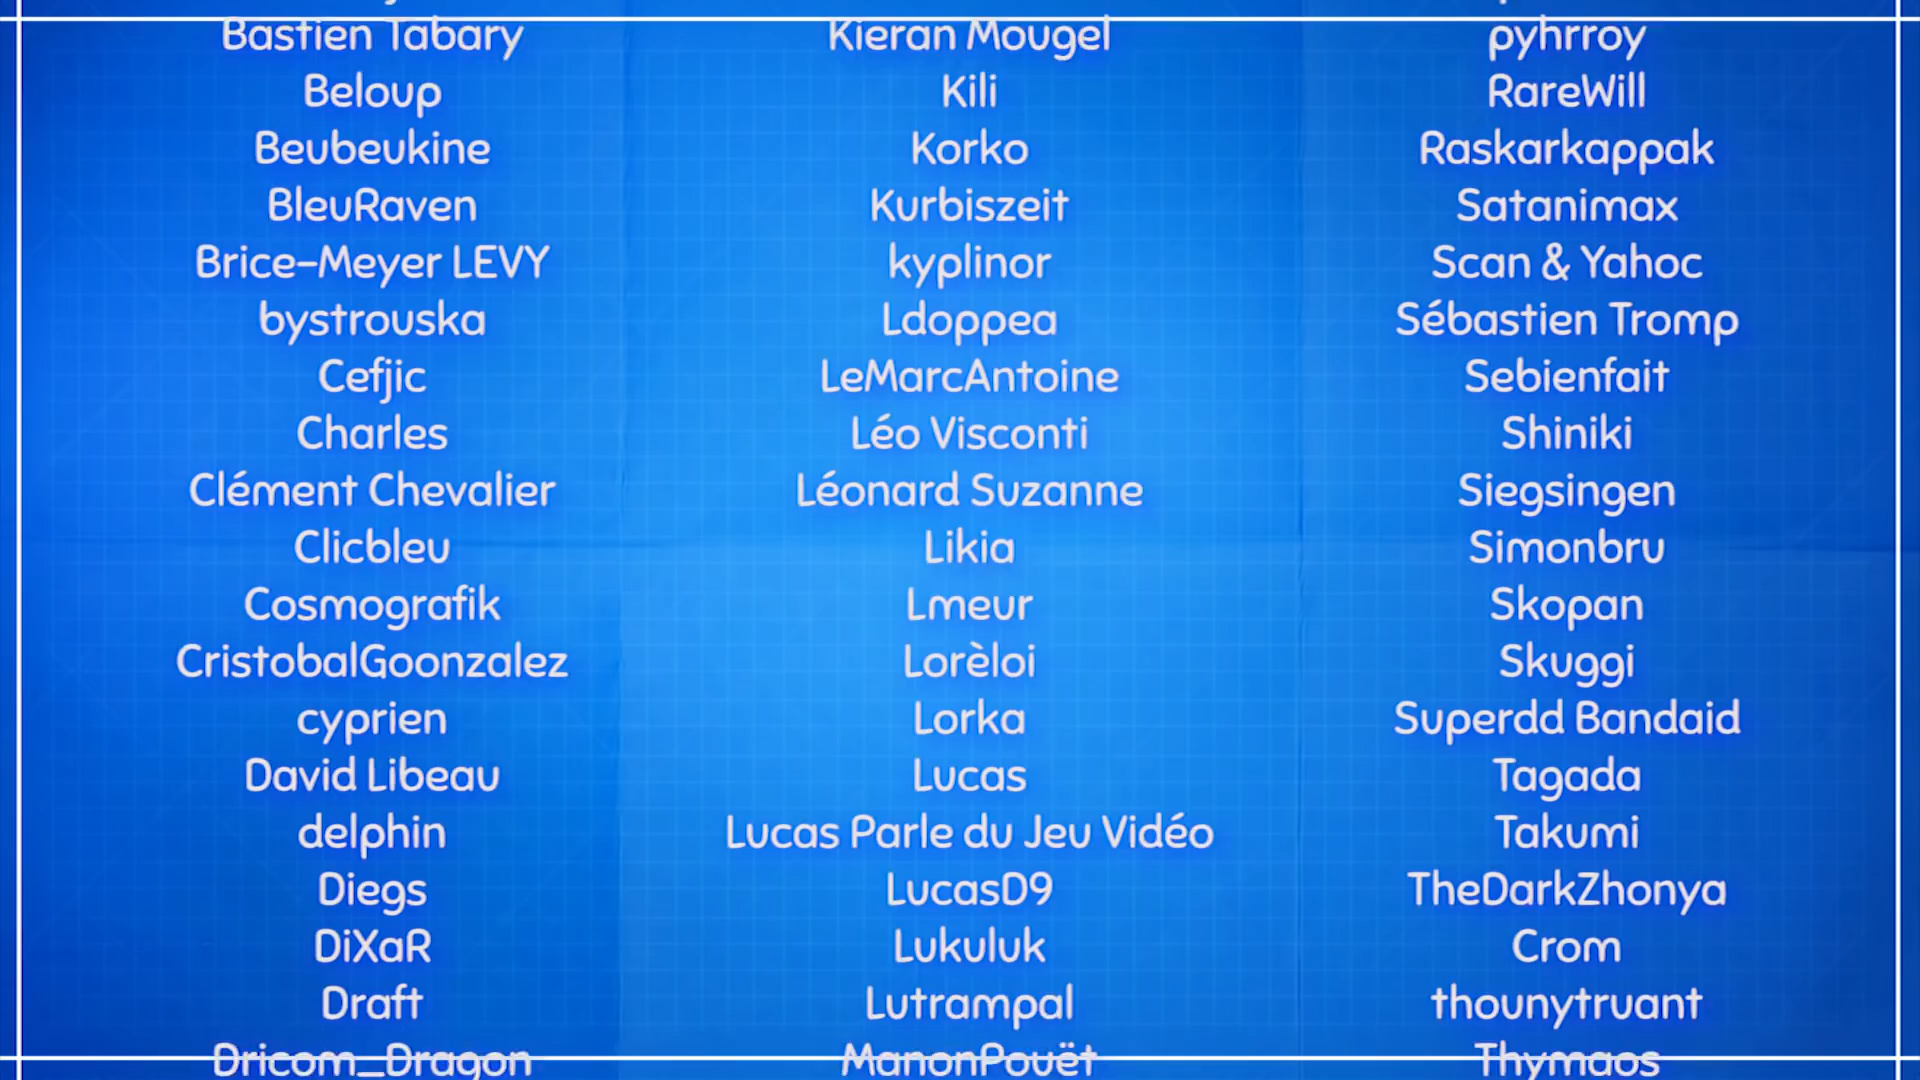 Bastien Tabary
Beloup
Beubeukine
BleuRaven
Brice-Meyer LEVY
bystrouska
Cefjic
Charles
Clément Chevalier
Clicbleu
Cosmografik
CristobalGoonzalez
cyprien
David Libeau
delphin
Diegs
DiXaR
Draft
Dricom_Dragon
Kieran Mougel
Kili
Korko
Kurbiszeit
kyplinor
Ldoppea
LeMarcAntoine
Léo Visconti
Léonard Suzanne
Likia
Lmeur
Lorèloi
Lorka
Lucas
Lucas Parle du Jeu Vidéo
LucasD9
Lukuluk
Lutrampal
ManonPouët
pyhrroy
RareWill
Raskarkappak
Satanimax
Scan & Yahoc
Sébastien Tromp
Sebienfait
Shiniki
Siegsingen
Simonbru
Skopan
Skuggi
Superdd Bandaid
Tagada
Takumi
TheDarkZhonya
Crom
thounytruant
Thymaos